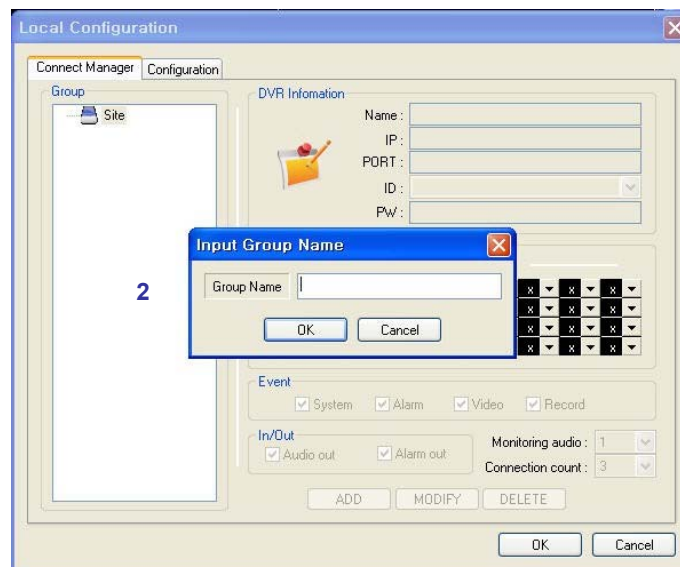 Local Configuration
Connect Manager
Configuration
Group
Site
DVR Infomation
Name :
IP :
PORT :
ID :
PW :
Input Group Name
Group Name
OK
Cancel
2
x x x
x x x
x x x
x x x
Event
System
Alarm
Video
Record
In/Out
Audio out
Alarm out
Monitoring audio : 1
Connection count : 3
ADD
MODIFY
DELETE
OK
Cancel